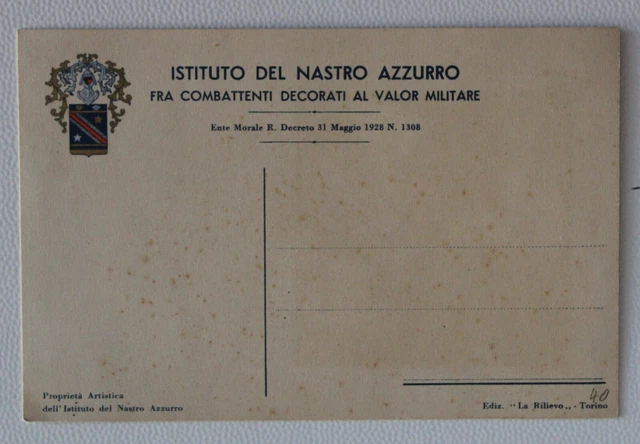 ISTITUTO DEL NASTRO AZZURRO
FRA COMBATTENTI DECORATI AL VALOR MILITARE
Ente Morale R. Decreto 31 Maggio 1928 N. 1308
Proprietà Artistica
dell'Istituto del Nastro Azzurro
40
Ediz. "La Rilievo„ - Torino